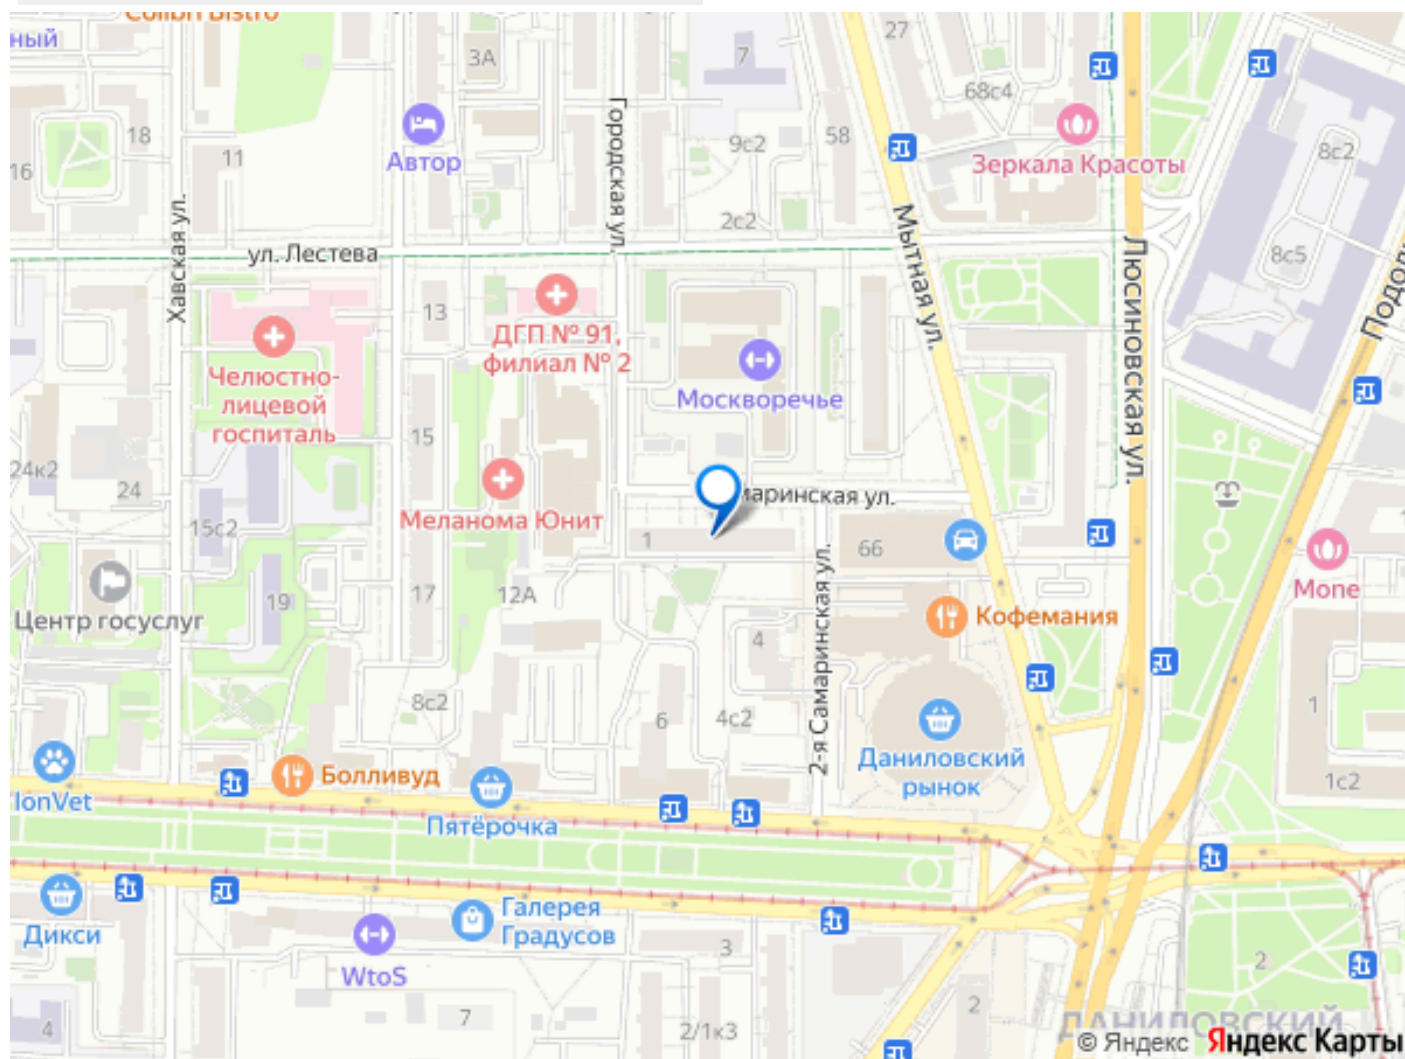 Colibri Bistro
ный
3А
7
27
68с4
18
11
16
Автор
Городская ул.
9с2
58
Зеркала Красоты
8с2
Хавская ул.
ул. Лестева
2с2
Мытная ул.
Люсиновская ул.
8с5
Подол
13
ДГП № 91,
филиал № 2
Челюстно-
лицевой
госпиталь
Москворечье
15
24к2
24
15с2
Меланома Юнит
маринская ул.
1
66
Mone
Центр госуслуг
19
17
12А
Кофемания
4
2-я Самаринская ул.
8с2
6
4с2
Даниловский
рынок
1
1с2
IonVet
Болливуд
Пятёрочка
Дикси
Галерея
Градусов
WtoS
3
2
2
4
7
2/1к3
ДАНИЛОВСКИЙ
© Яндекс Яндекс Карты